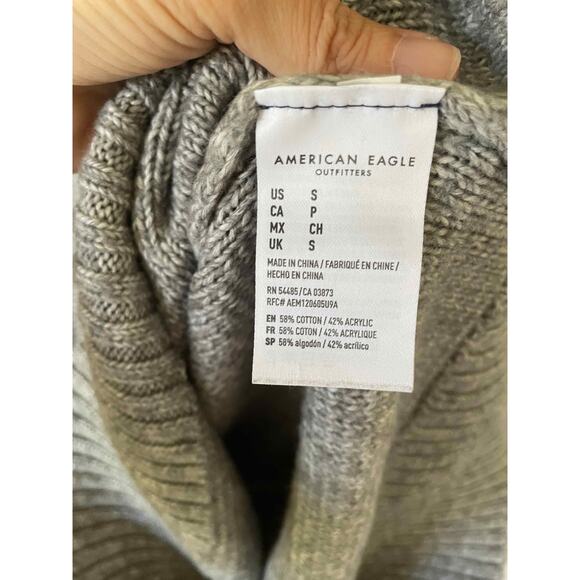 AMERICAN EAGLE
OUTFITTERS
US S
CA P
MX CH
UK S
MADE IN CHINA / FABRIQUÉ EN CHINE /
HECHO EN CHINA
RN 54485 / CA 03873
RFC# AEM120605U9A
EN 58% COTTON / 42% ACRYLIC
FR 58% COTON / 42% ACRYLIQUE
SP 58% algodón / 42% acrílico